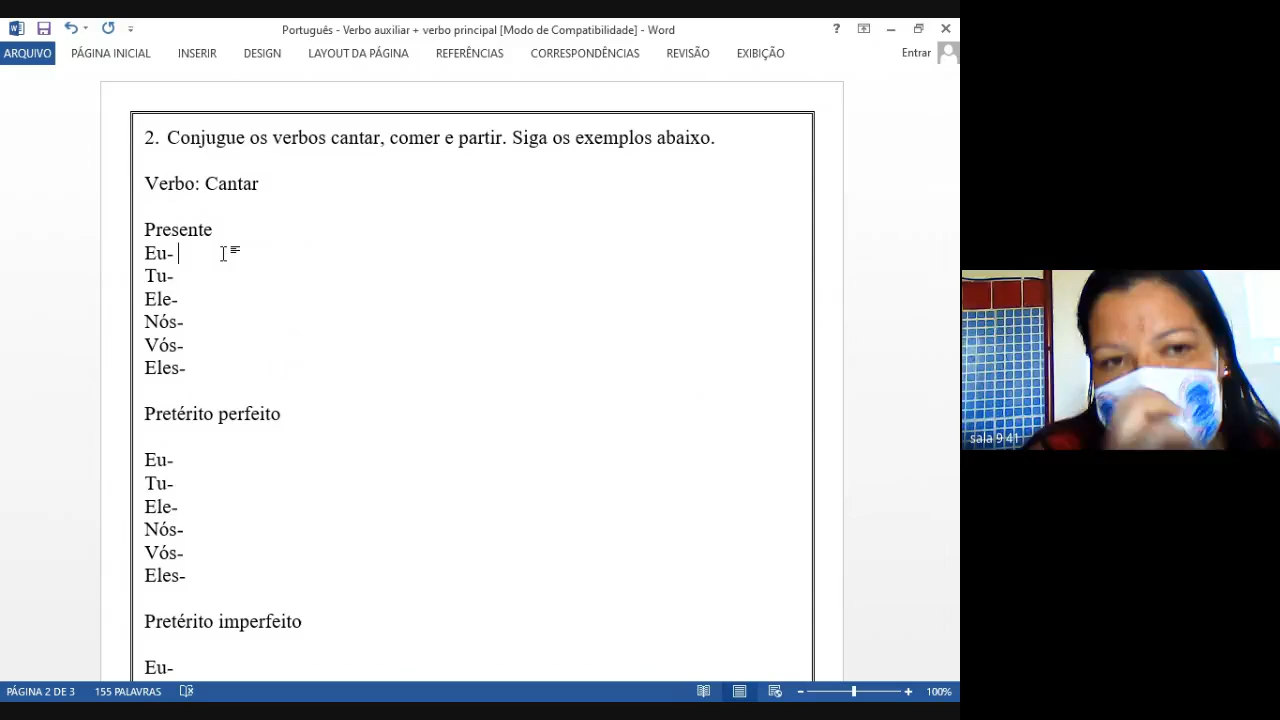 Português - Verbo auxiliar + verbo principal [Modo de Compatibilidade] - Word
?
ARQUIVO PÁGINA INICIAL INSERIR DESIGN LAYOUT DA PÁGINA REFERÊNCIAS CORRESPONDÊNCIAS REVISÃO EXIBIÇÃO Entrar
2. Conjugue os verbos cantar, comer e partir. Siga os exemplos abaixo.
Verbo: Cantar
Presente
Eu-
Tu-
Ele-
Nós-
Vós-
Eles-
Pretérito perfeito
Eu-
Tu-
Ele-
Nós-
Vós-
Eles-
Pretérito imperfeito
Eu-
sala 9 41
PÁGINA 2 DE 3 155 PALAVRAS 100%